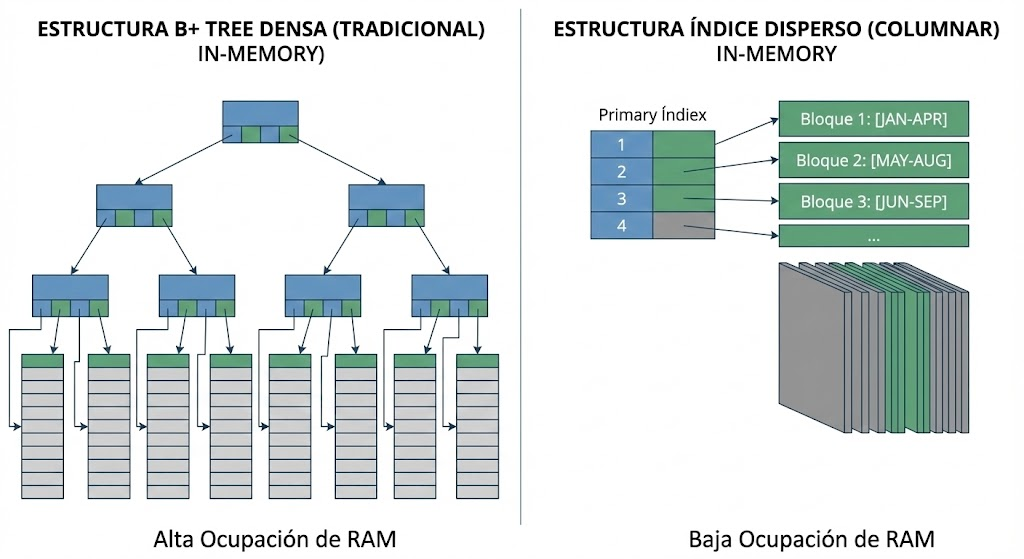 ESTRUCTURA B+ TREE DENSA (TRADICIONAL)
IN-MEMORY)
Alta Ocupación de RAM
ESTRUCTURA ÍNDICE DISPERSO (COLUMNAR)
IN-MEMORY
Primary Índiex
1
2
3
4
Bloque 1: [JAN-APR]
Bloque 2: [MAY-AUG]
Bloque 3: [JUN-SEP]
...
Baja Ocupación de RAM